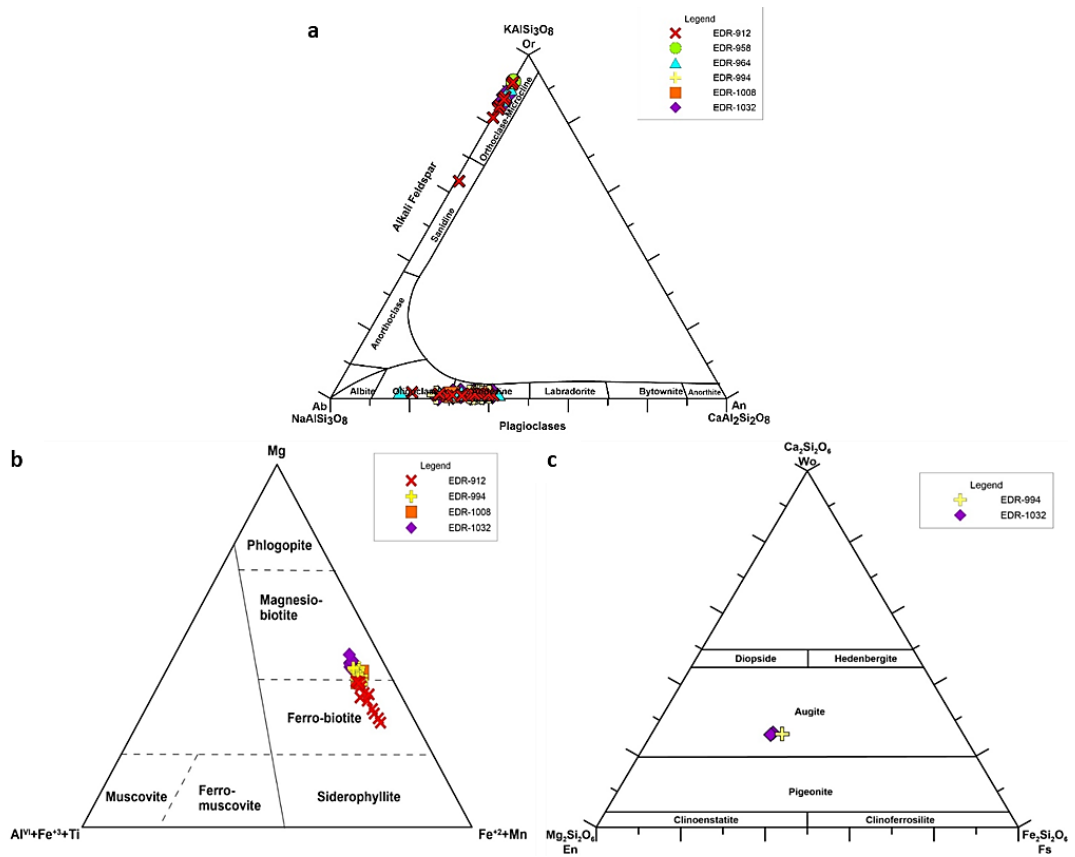 a
KAlSi3O8
Or
Legend
EDR-912
EDR-958
EDR-964
EDR-994
EDR-1008
EDR-1032
Orthoclase-Microcline
Alkali Feldspar
Sanidine
Anorthoclase
Albite
Labradorite
Bytownite
Anorthite
Ab
NaAlSi3O8
An
CaAl2Si2O8
Plagioclases
b
Mg
Legend
EDR-912
EDR-994
EDR-1008
EDR-1032
Phlogopite
Magnesio-
biotite
Ferro-biotite
Muscovite
Ferro-
muscovite
Siderophyllite
Al^VI+Fe^+3+Ti
Fe^+2+Mn
c
Ca2Si2O6
Wo
Legend
EDR-994
EDR-1032
Diopside
Hedenbergite
Augite
Pigeonite
Clinoenstatite
Clinoferrosilite
Mg2Si2O6
En
Fe2Si2O6
Fs